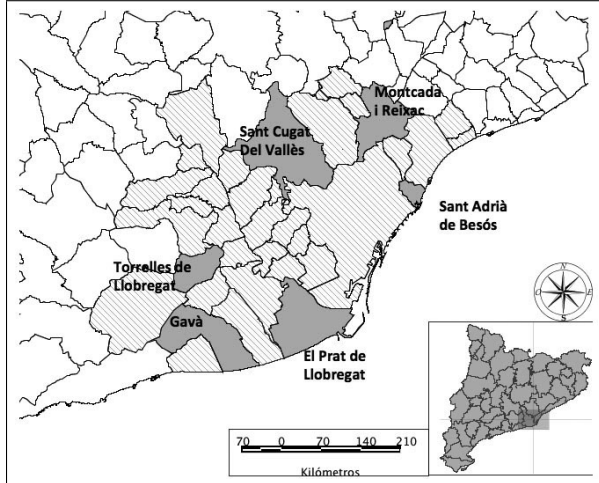 Montcadà
i Reixac
Sant Cugat
Del Vallès
Sant Adrià
de Besós
Torrelles de
Llobregat
Gavà
El Prat de
Llobregat
N
O
E
S
70 0 70 140 210
Kilómetros